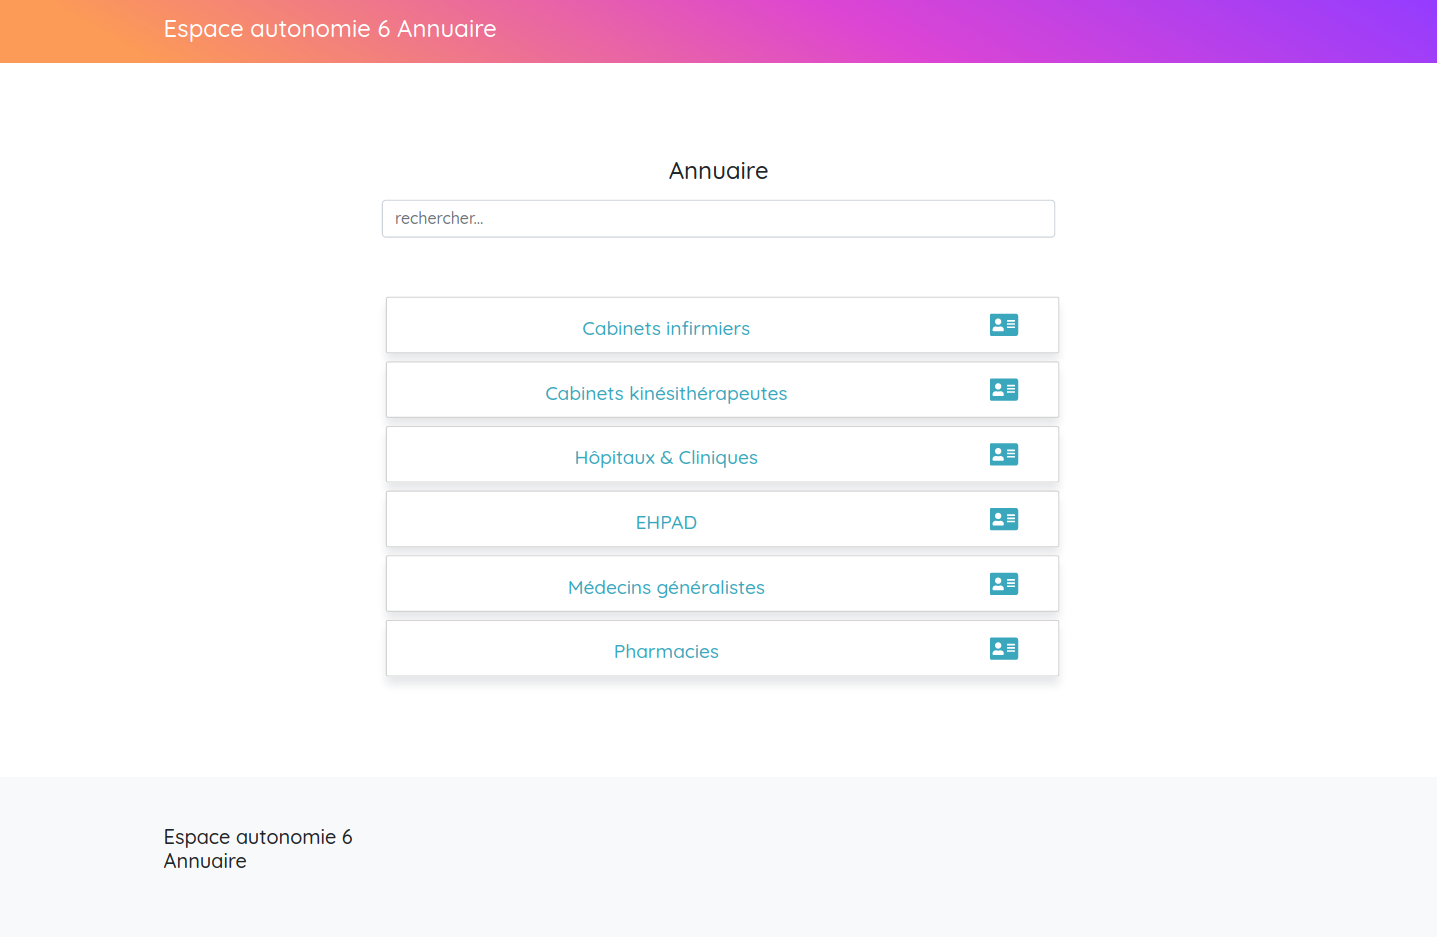 Espace autonomie 6 Annuaire
Annuaire
rechercher...
Cabinets infirmiers
Cabinets kinésithérapeutes
Hôpitaux & Cliniques
EHPAD
Médecins généralistes
Pharmacies
Espace autonomie 6
Annuaire